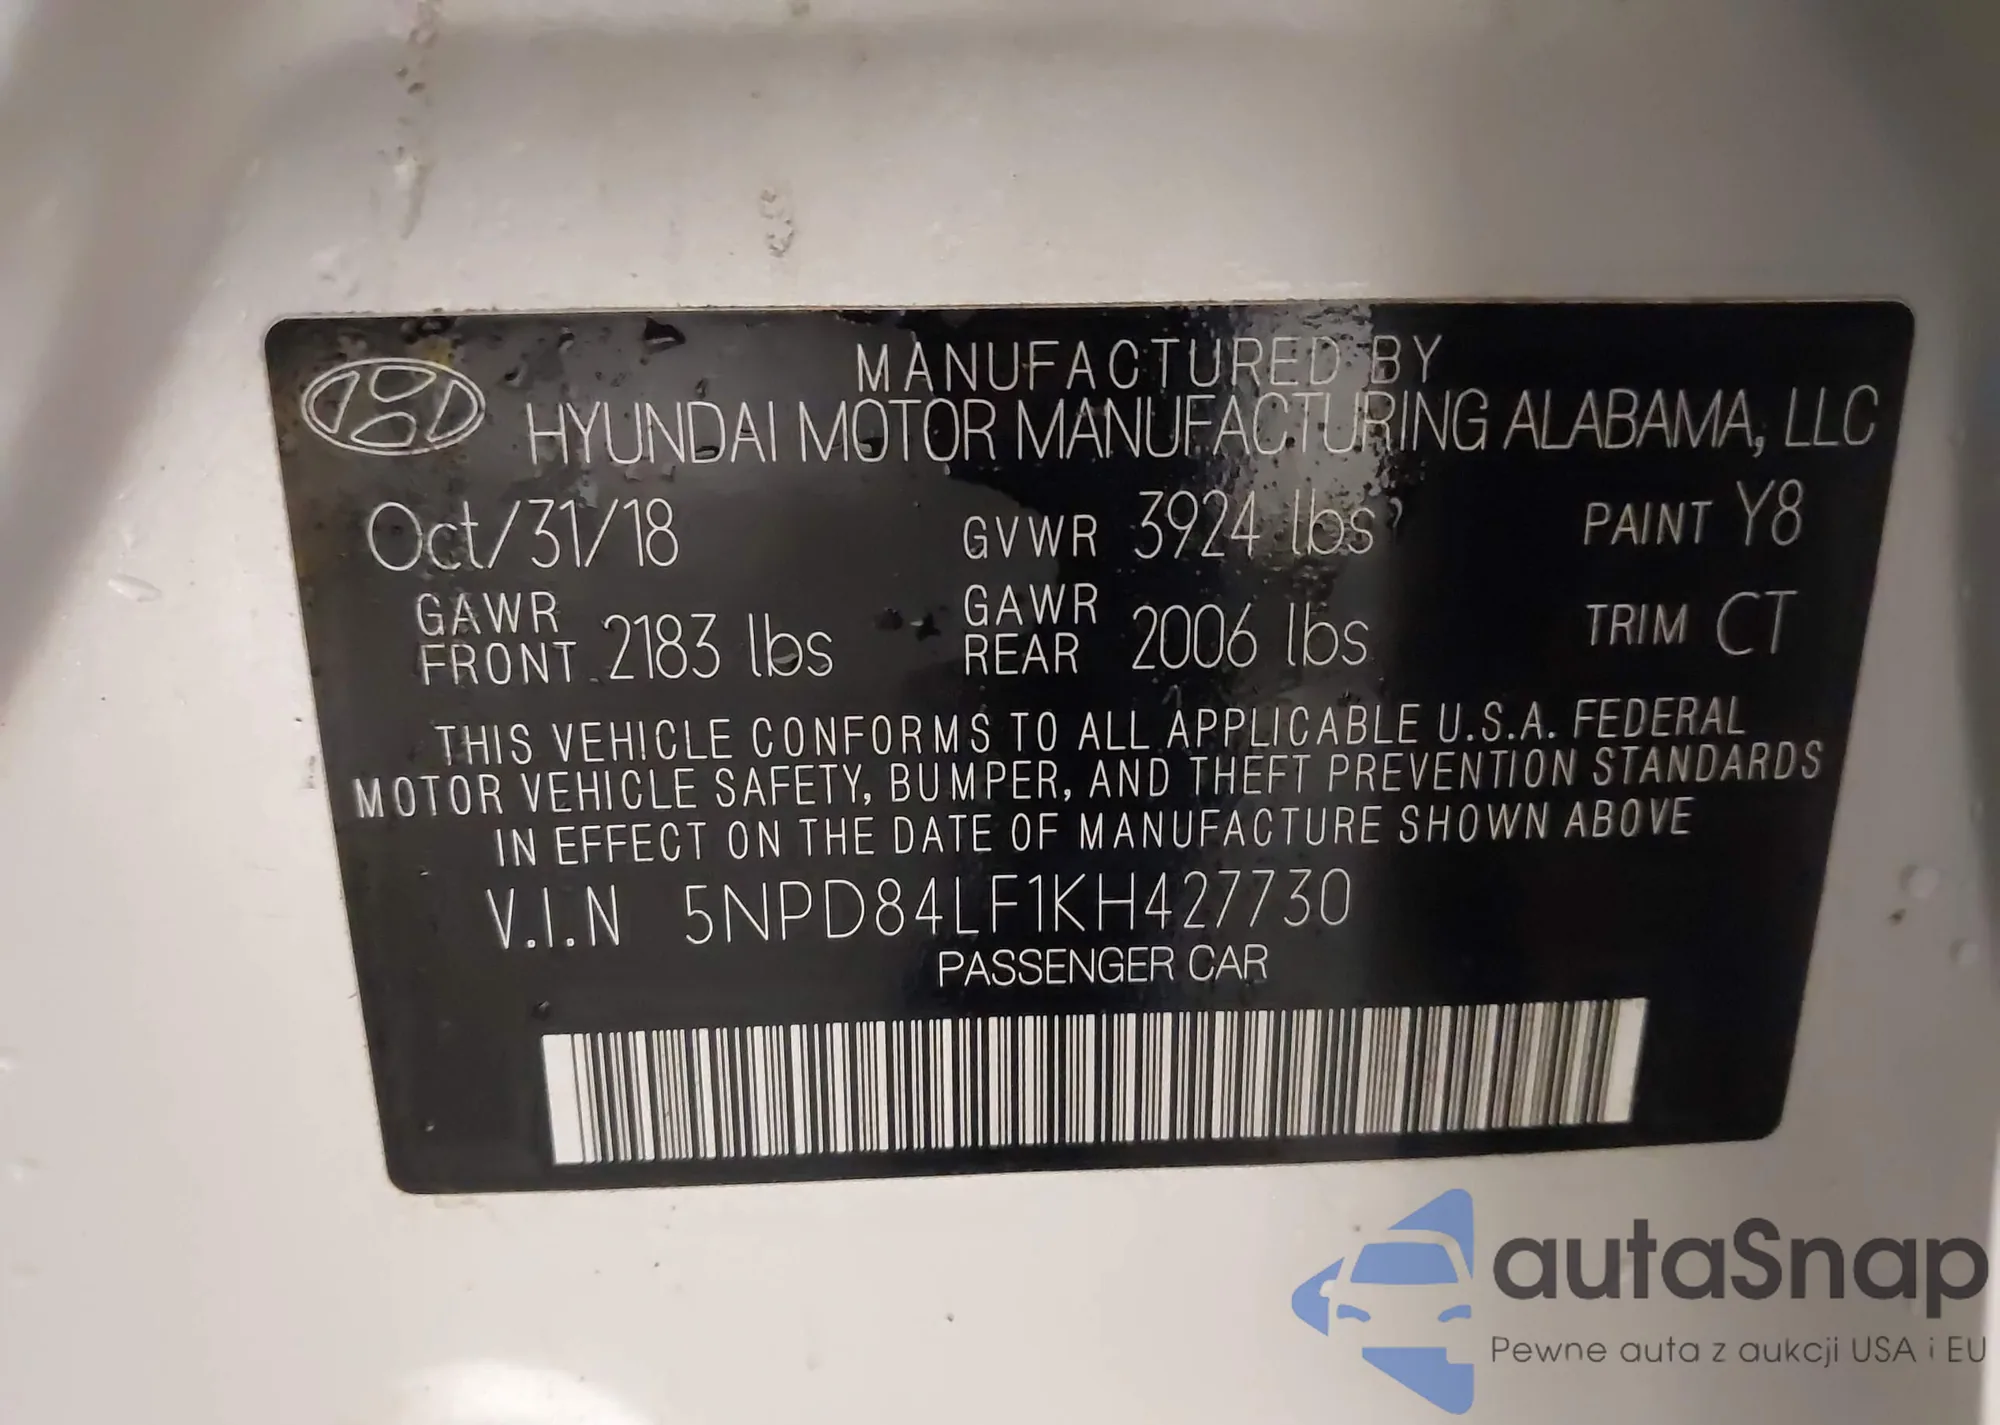 MANUFACTURED BY
HYUNDAI MOTOR MANUFACTURING ALABAMA, LLC
Oct/31/18 GVWR 3924 lbs PAINT Y8
GAWR FRONT 2183 lbs GAWR REAR 2006 lbs TRIM CT
THIS VEHICLE CONFORMS TO ALL APPLICABLE U.S.A. FEDERAL
MOTOR VEHICLE SAFETY, BUMPER, AND THEFT PREVENTION STANDARDS
IN EFFECT ON THE DATE OF MANUFACTURE SHOWN ABOVE
V.I.N 5NPD84LF1KH427730
PASSENGER CAR
autaSnap
Pewne auta z aukcji USA i EU